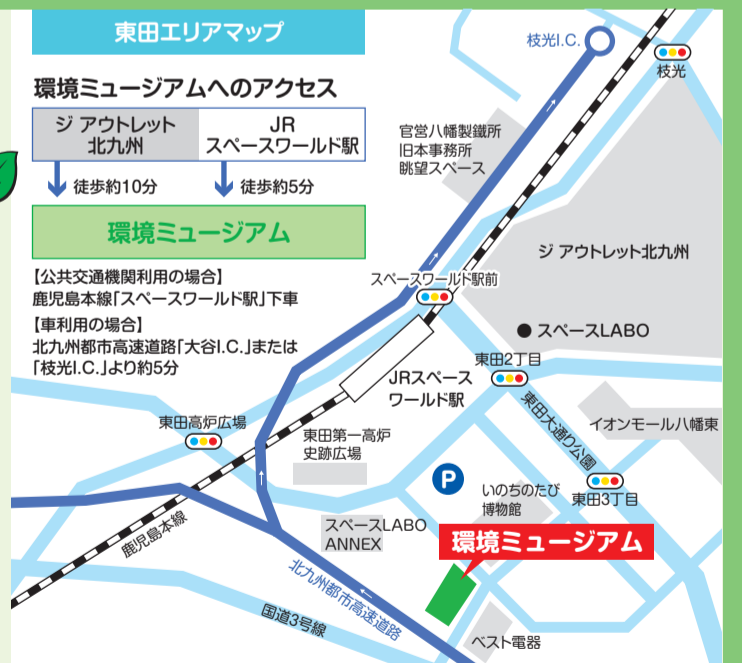 東田エリアマップ
環境ミュージアムへのアクセス
ジ アウトレット
北九州
JR
スペースワールド駅
徒歩約10分
徒歩約5分
環境ミュージアム
【公共交通機関利用の場合】
鹿児島本線「スペースワールド駅」下車
【車利用の場合】
北九州都市高速道路「大谷I.C.」または
「枝光I.C.」より約5分
枝光I.C.
枝光
官営八幡製鐵所
旧本事務所
眺望スペース
ジ アウトレット北九州
スペースワールド駅前
スペースLABO
東田2丁目
JRスペース
ワールド駅
東田大通り公園
イオンモール八幡東
東田高炉広場
東田第一高炉
史跡広場
P
いのちのたび
博物館
東田3丁目
スペースLABO
ANNEX
環境ミュージアム
鹿児島本線
北九州都市高速道路
国道3号線
ベスト電器